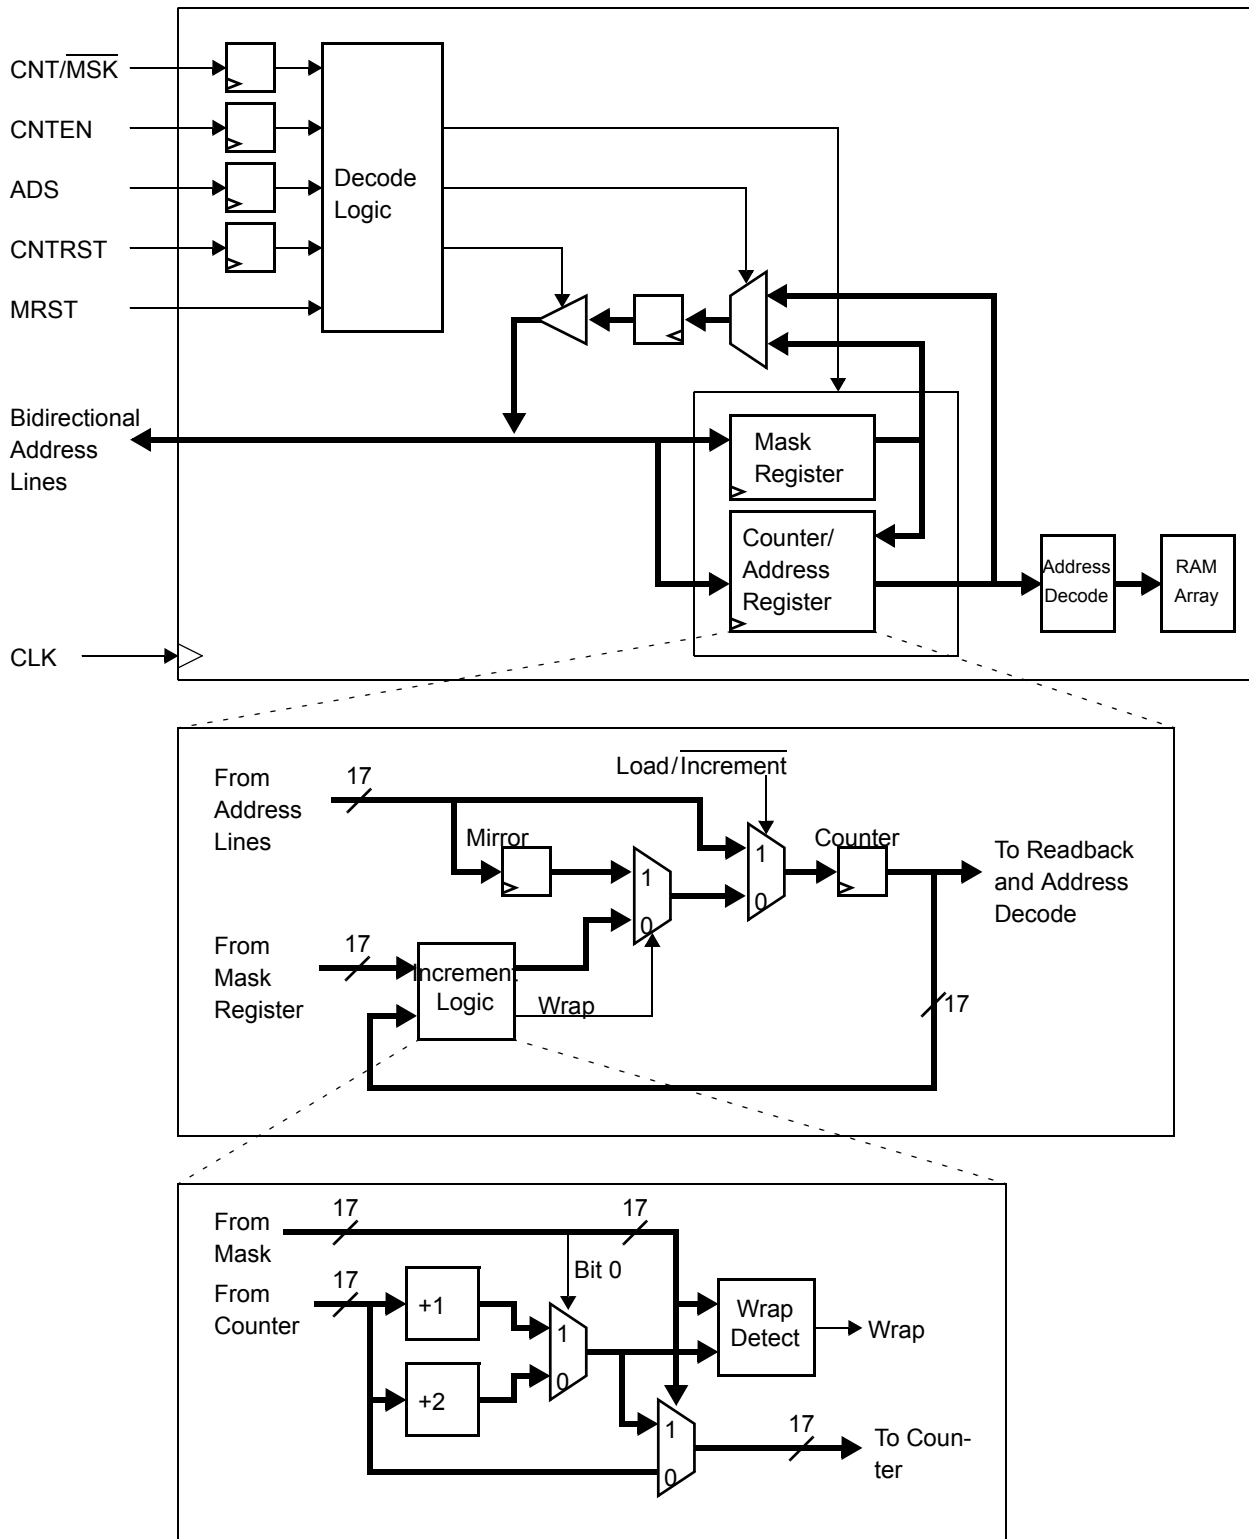 CNT/MSK
CNTEN
ADS
CNTRST
MRST
Decode
Logic
Bidirectional
Address
Lines
Mask
Register
Counter/
Address
Register
Address
Decode
RAM
Array
CLK
From
Address
Lines
17
Load/Increment
Mirror
1
0
1
0
Counter
To Readback
and Address
Decode
From
Mask
Register
17
Increment
Logic
Wrap
17
From
Mask
17
17
Bit 0
From
Counter
17
+1
+2
1
0
Wrap
Detect
Wrap
1
0
17
To Coun-
ter